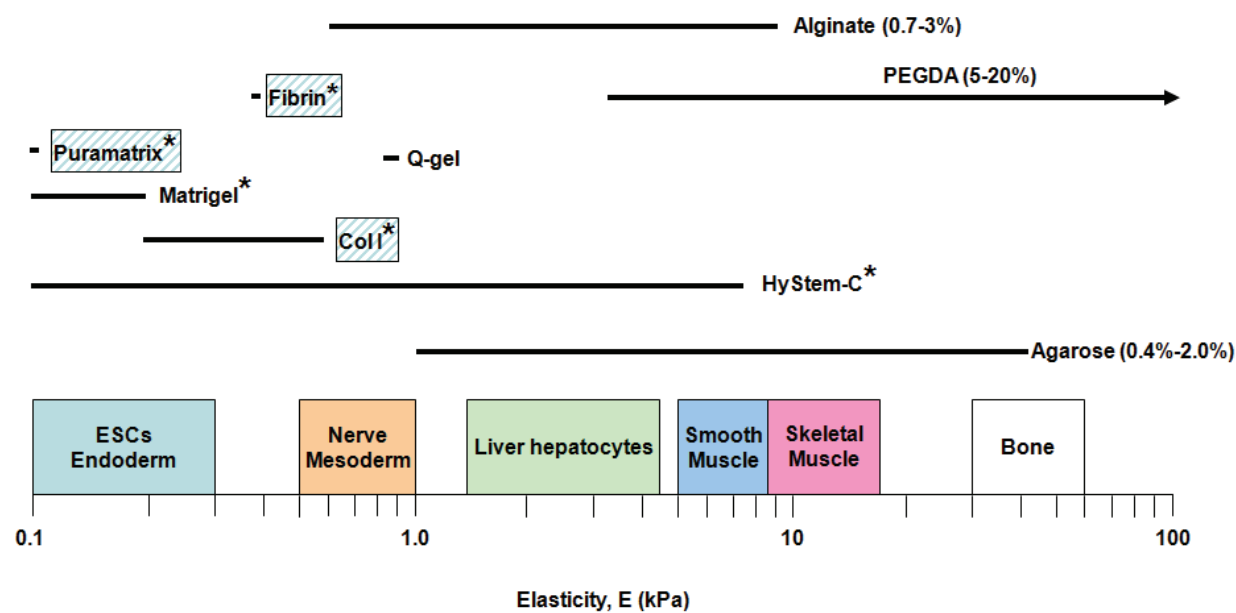 Alginate (0.7-3%)
PEGDA (5-20%)
Fibrin*
Puramatrix*
Q-gel
Matrigel*
Col I*
HyStem-C*
Agarose (0.4%-2.0%)
ESCs
Endoderm
Nerve
Mesoderm
Liver hepatocytes
Smooth
Muscle
Skeletal
Muscle
Bone
0.1
1.0
10
100
Elasticity, E (kPa)